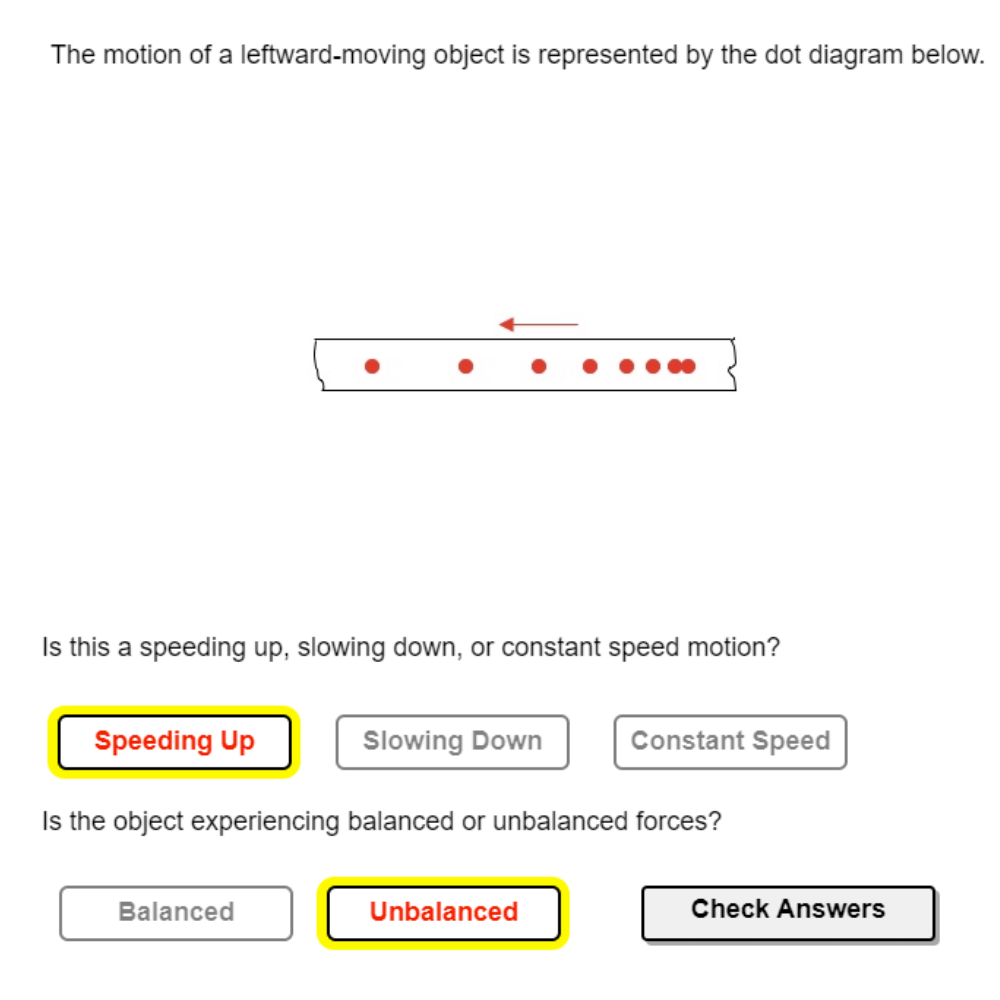 The motion of a leftward-moving object is represented by the dot diagram below.
Is this a speeding up, slowing down, or constant speed motion?
Speeding Up Slowing Down Constant Speed
Is the object experiencing balanced or unbalanced forces?
Balanced Unbalanced Check Answers